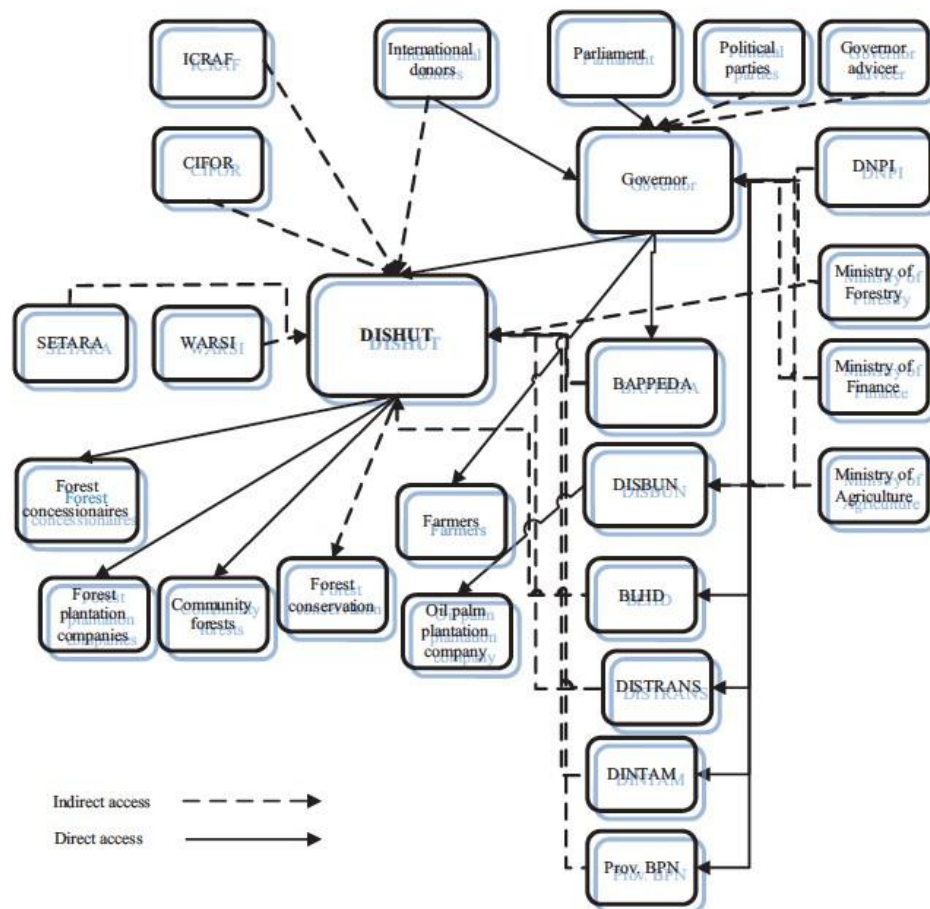 ICRAF
International
donors
Parliament
Political
parties
Governor
advicer
CIFOR
Governor
DNPI
Ministry of
Forestry
SETARA
WARSI
DISHUT
BAPPEDA
Ministry of
Finance
Forest
concessionaires
Farmers
DISBUN
Ministry of
Agriculture
Forest
plantation
companies
Community
forests
Forest
conservation
Oil palm
plantation
company
BLHD
DISTRANS
DINTAM
Prov. BPN
Indirect access
Direct access